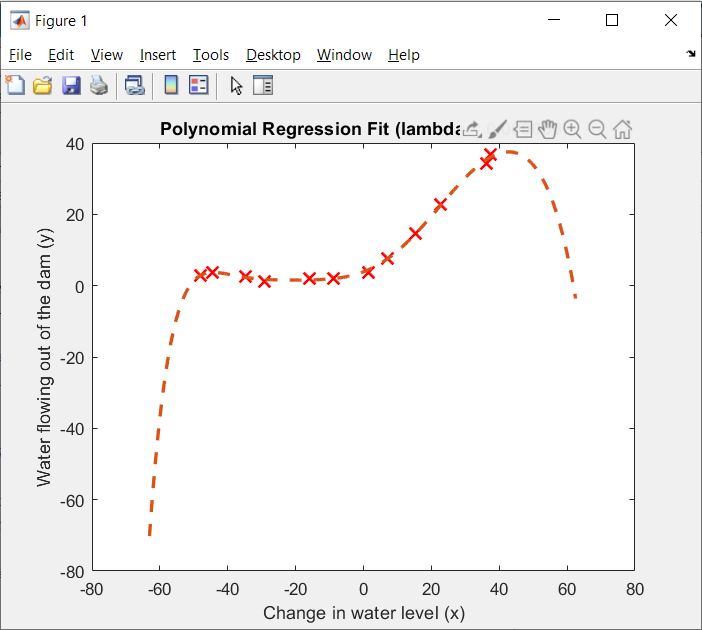 Figure 1
File Edit View Insert Tools Desktop Window Help
Polynomial Regression Fit (lambda
40
20
0
-20
-40
-60
-80
-80 -60 -40 -20 0 20 40 60 80
Water flowing out of the dam (y)
Change in water level (x)